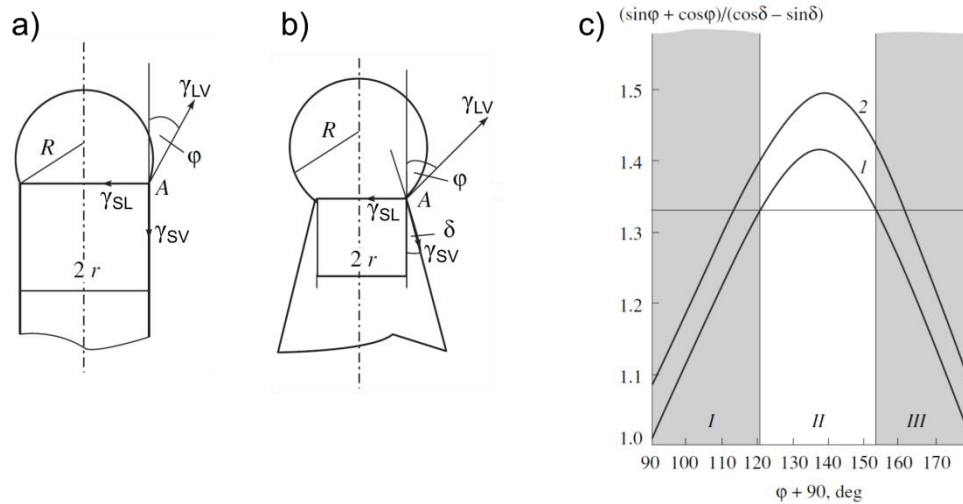 a)
γLV
R
φ
A
γSL
γSV
2 r
b)
γLV
R
φ
A
γSL
δ
γSV
2 r
c)
(sinφ + cosφ)/(cosδ – sinδ)
1.5
1.4
1.3
1.2
1.1
1.0
2
1
I
II
III
90 100 110 120 130 140 150 160 170
φ + 90, deg